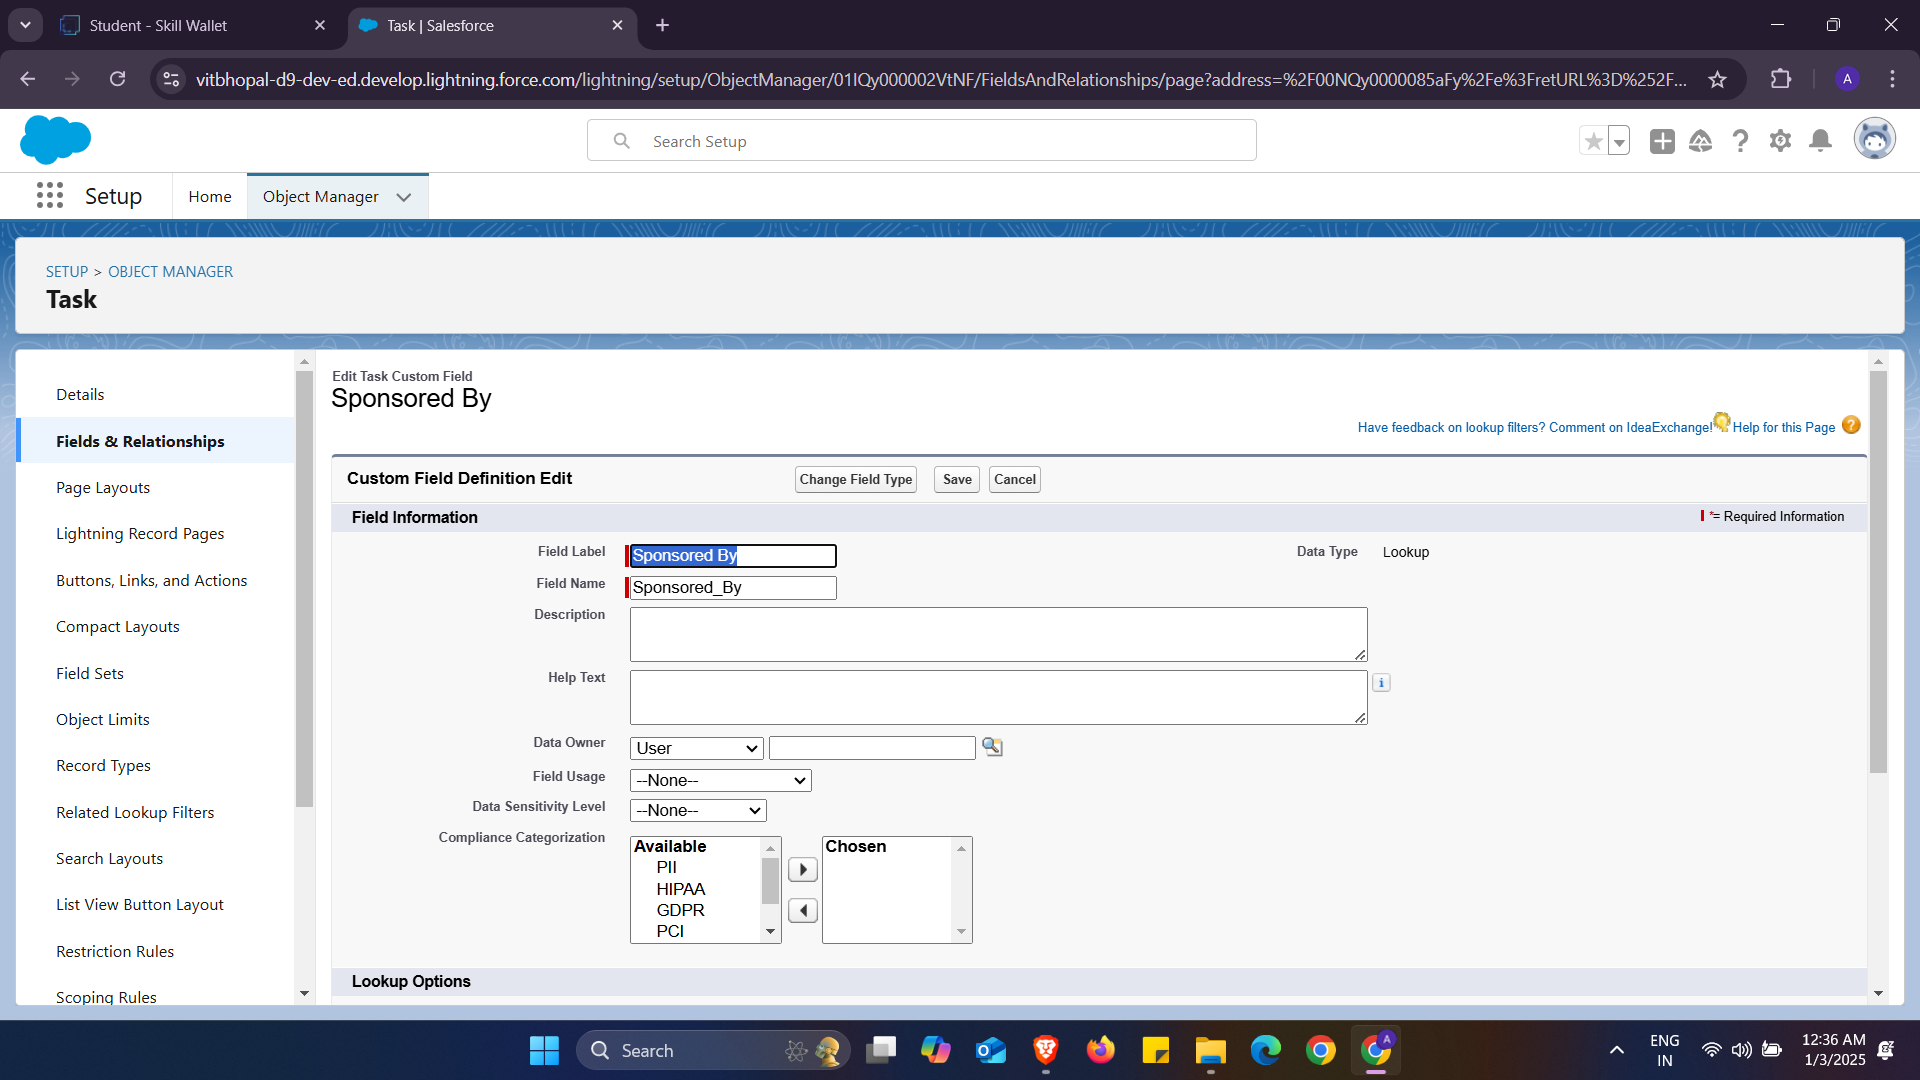 Student - Skill Wallet
Task | Salesforce
vitbhopal-d9-dev-ed.develop.lightning.force.com/lightning/setup/ObjectManager/01IQy000002VtNF/FieldsAndRelationships/page?address=%2F00NQy0000085aFy%2Fe%3FretURL%3D%252F...
A
Search Setup
Setup
Home
Object Manager
SETUP > OBJECT MANAGER
Task
Details
Fields & Relationships
Page Layouts
Lightning Record Pages
Buttons, Links, and Actions
Compact Layouts
Field Sets
Object Limits
Record Types
Related Lookup Filters
Search Layouts
List View Button Layout
Restriction Rules
Scoping Rules
Edit Task Custom Field
Sponsored By
Have feedback on lookup filters? Comment on IdeaExchange!
Help for this Page
Custom Field Definition Edit
Change Field Type
Save
Cancel
Field Information
*= Required Information
Field Label
Sponsored By
Data Type
Lookup
Field Name
Sponsored_By
Description
Help Text
i
Data Owner
User
Field Usage
--None--
Data Sensitivity Level
--None--
Compliance Categorization
Available
PII
HIPAA
GDPR
PCI
Chosen
Lookup Options
Search
A
ENG
IN
12:36 AM
1/3/2025